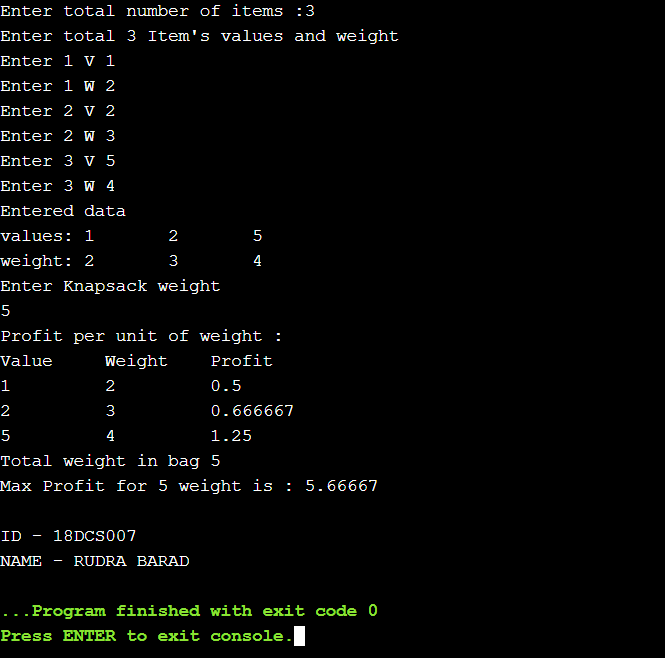 Enter total number of items :3
Enter total 3 Item's values and weight
Enter 1 V 1
Enter 1 W 2
Enter 2 V 2
Enter 2 W 3
Enter 3 V 5
Enter 3 W 4
Entered data
values: 1       2       5
weight: 2       3       4
Enter Knapsack weight
5
Profit per unit of weight :
Value     Weight    Profit
1         2         0.5
2         3         0.666667
5         4         1.25
Total weight in bag 5
Max Profit for 5 weight is : 5.66667
ID - 18DCS007
NAME - RUDRA BARAD
...Program finished with exit code 0
Press ENTER to exit console.